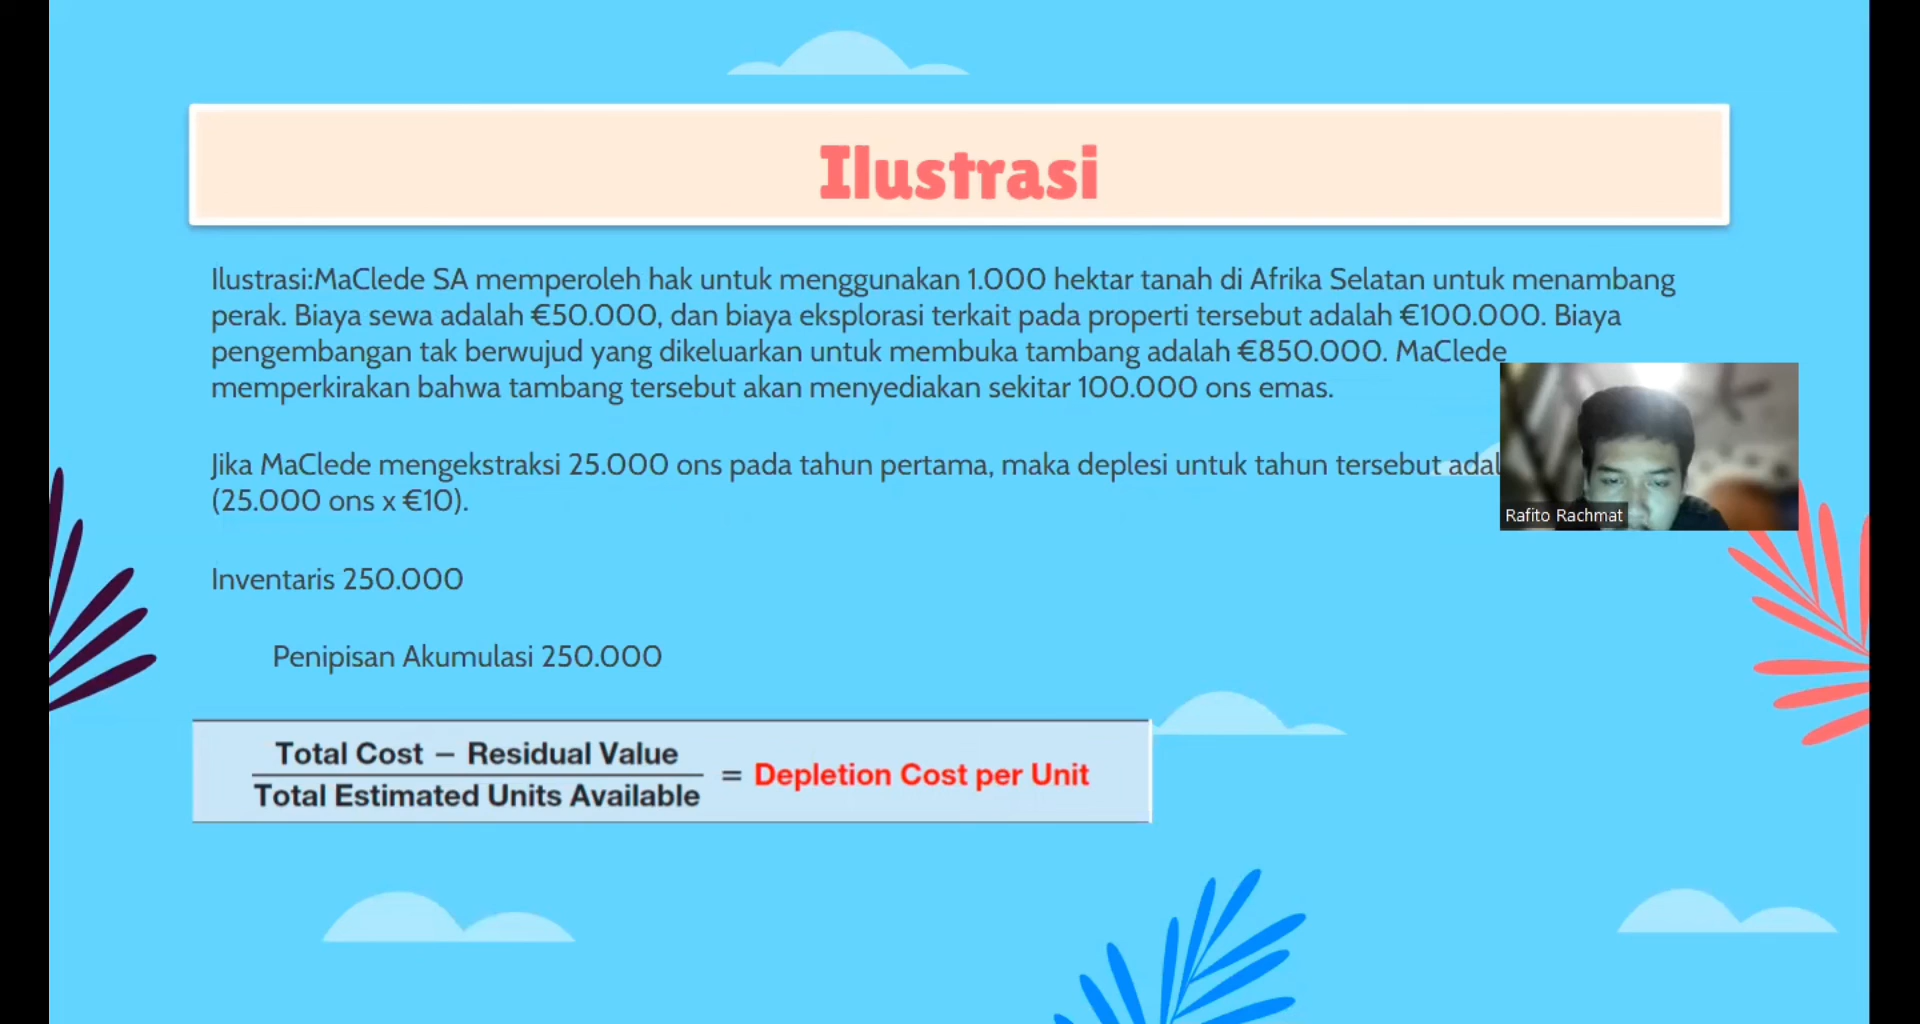 Ilustrasi
Ilustrasi:MaClede SA memperoleh hak untuk menggunakan 1.000 hektar tanah di Afrika Selatan untuk menambang
perak. Biaya sewa adalah €50.000, dan biaya eksplorasi terkait pada properti tersebut adalah €100.000. Biaya
pengembangan tak berwujud yang dikeluarkan untuk membuka tambang adalah €850.000. MaClede
memperkirakan bahwa tambang tersebut akan menyediakan sekitar 100.000 ons emas.
Jika MaClede mengekstraksi 25.000 ons pada tahun pertama, maka deplesi untuk tahun tersebut
(25.000 ons x €10).
Rafito Rachmat
Inventaris 250.000
Penipisan Akumulasi 250.000
Total Cost − Residual Value
Total Estimated Units Available
= Depletion Cost per Unit